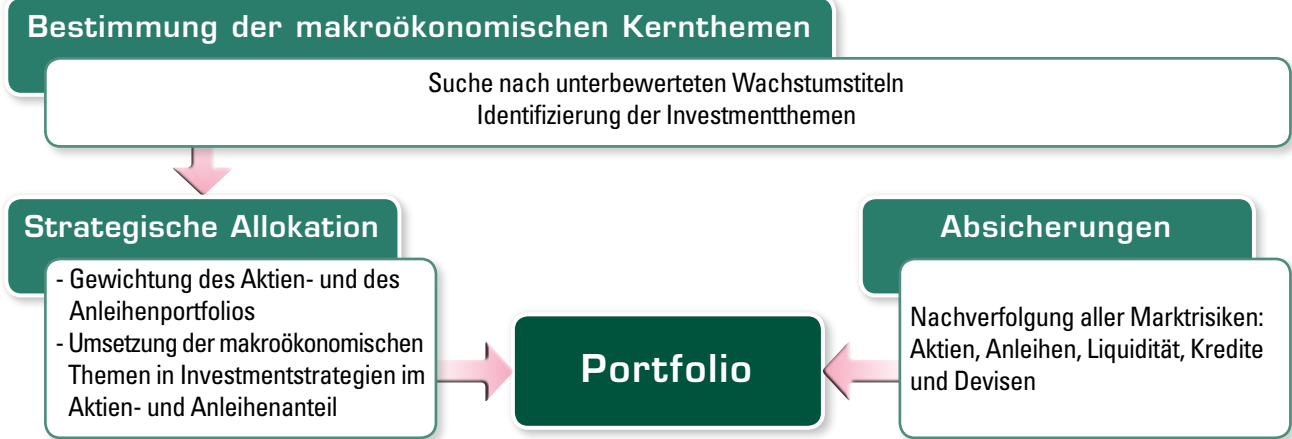 Bestimmung der makroökonomischen Kernthemen
Suche nach unterbewerteten Wachstumstiteln
Identifizierung der Investmentthemen
Strategische Allokation
- Gewichtung des Aktien- und des
Anleihenportfolios
- Umsetzung der makroökonomischen
Themen in Investmentstrategien im
Aktien- und Anleihenanteil
Portfolio
Absicherungen
Nachverfolgung aller Marktrisiken:
Aktien, Anleihen, Liquidität, Kredite
und Devisen